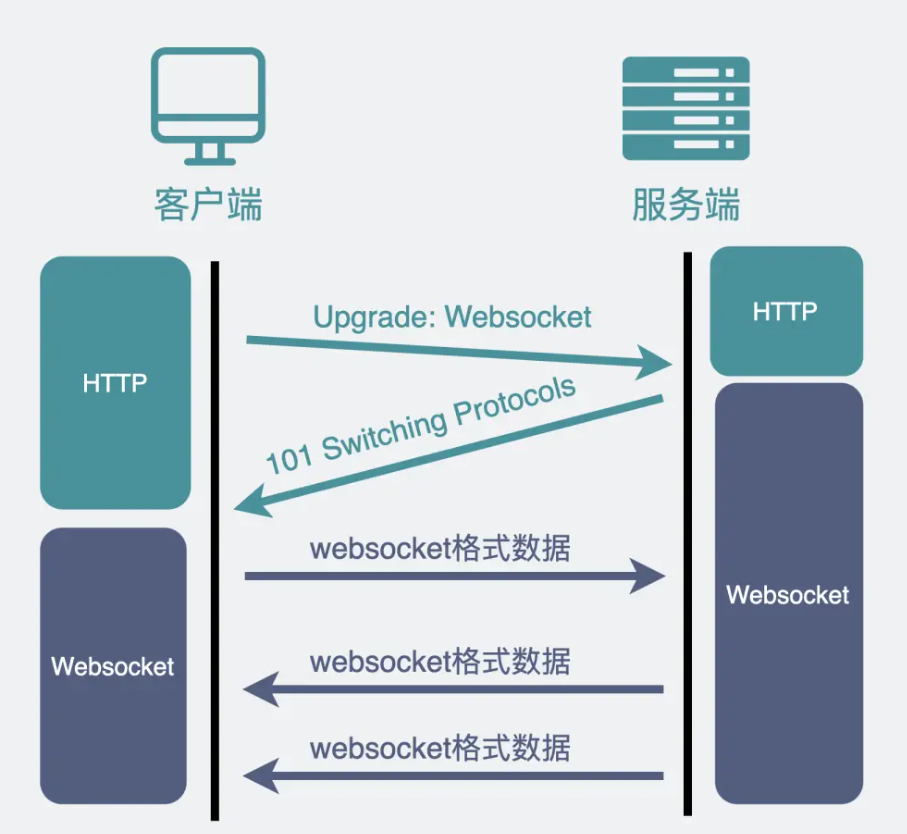 客户端
服务端
HTTP
Upgrade: Websocket
HTTP
101 Switching Protocols
websocket格式数据
Websocket
Websocket
websocket格式数据
websocket格式数据